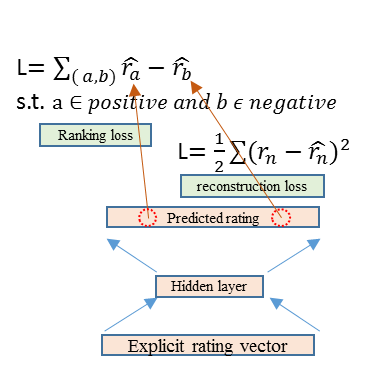 L= ∑( a,b) r̂a − r̂b
s.t. a ∈ positive and b ϵ negative
Ranking loss
L= 1/2 ∑(rn − r̂n)²
reconstruction loss
Predicted rating
Hidden layer
Explicit rating vector